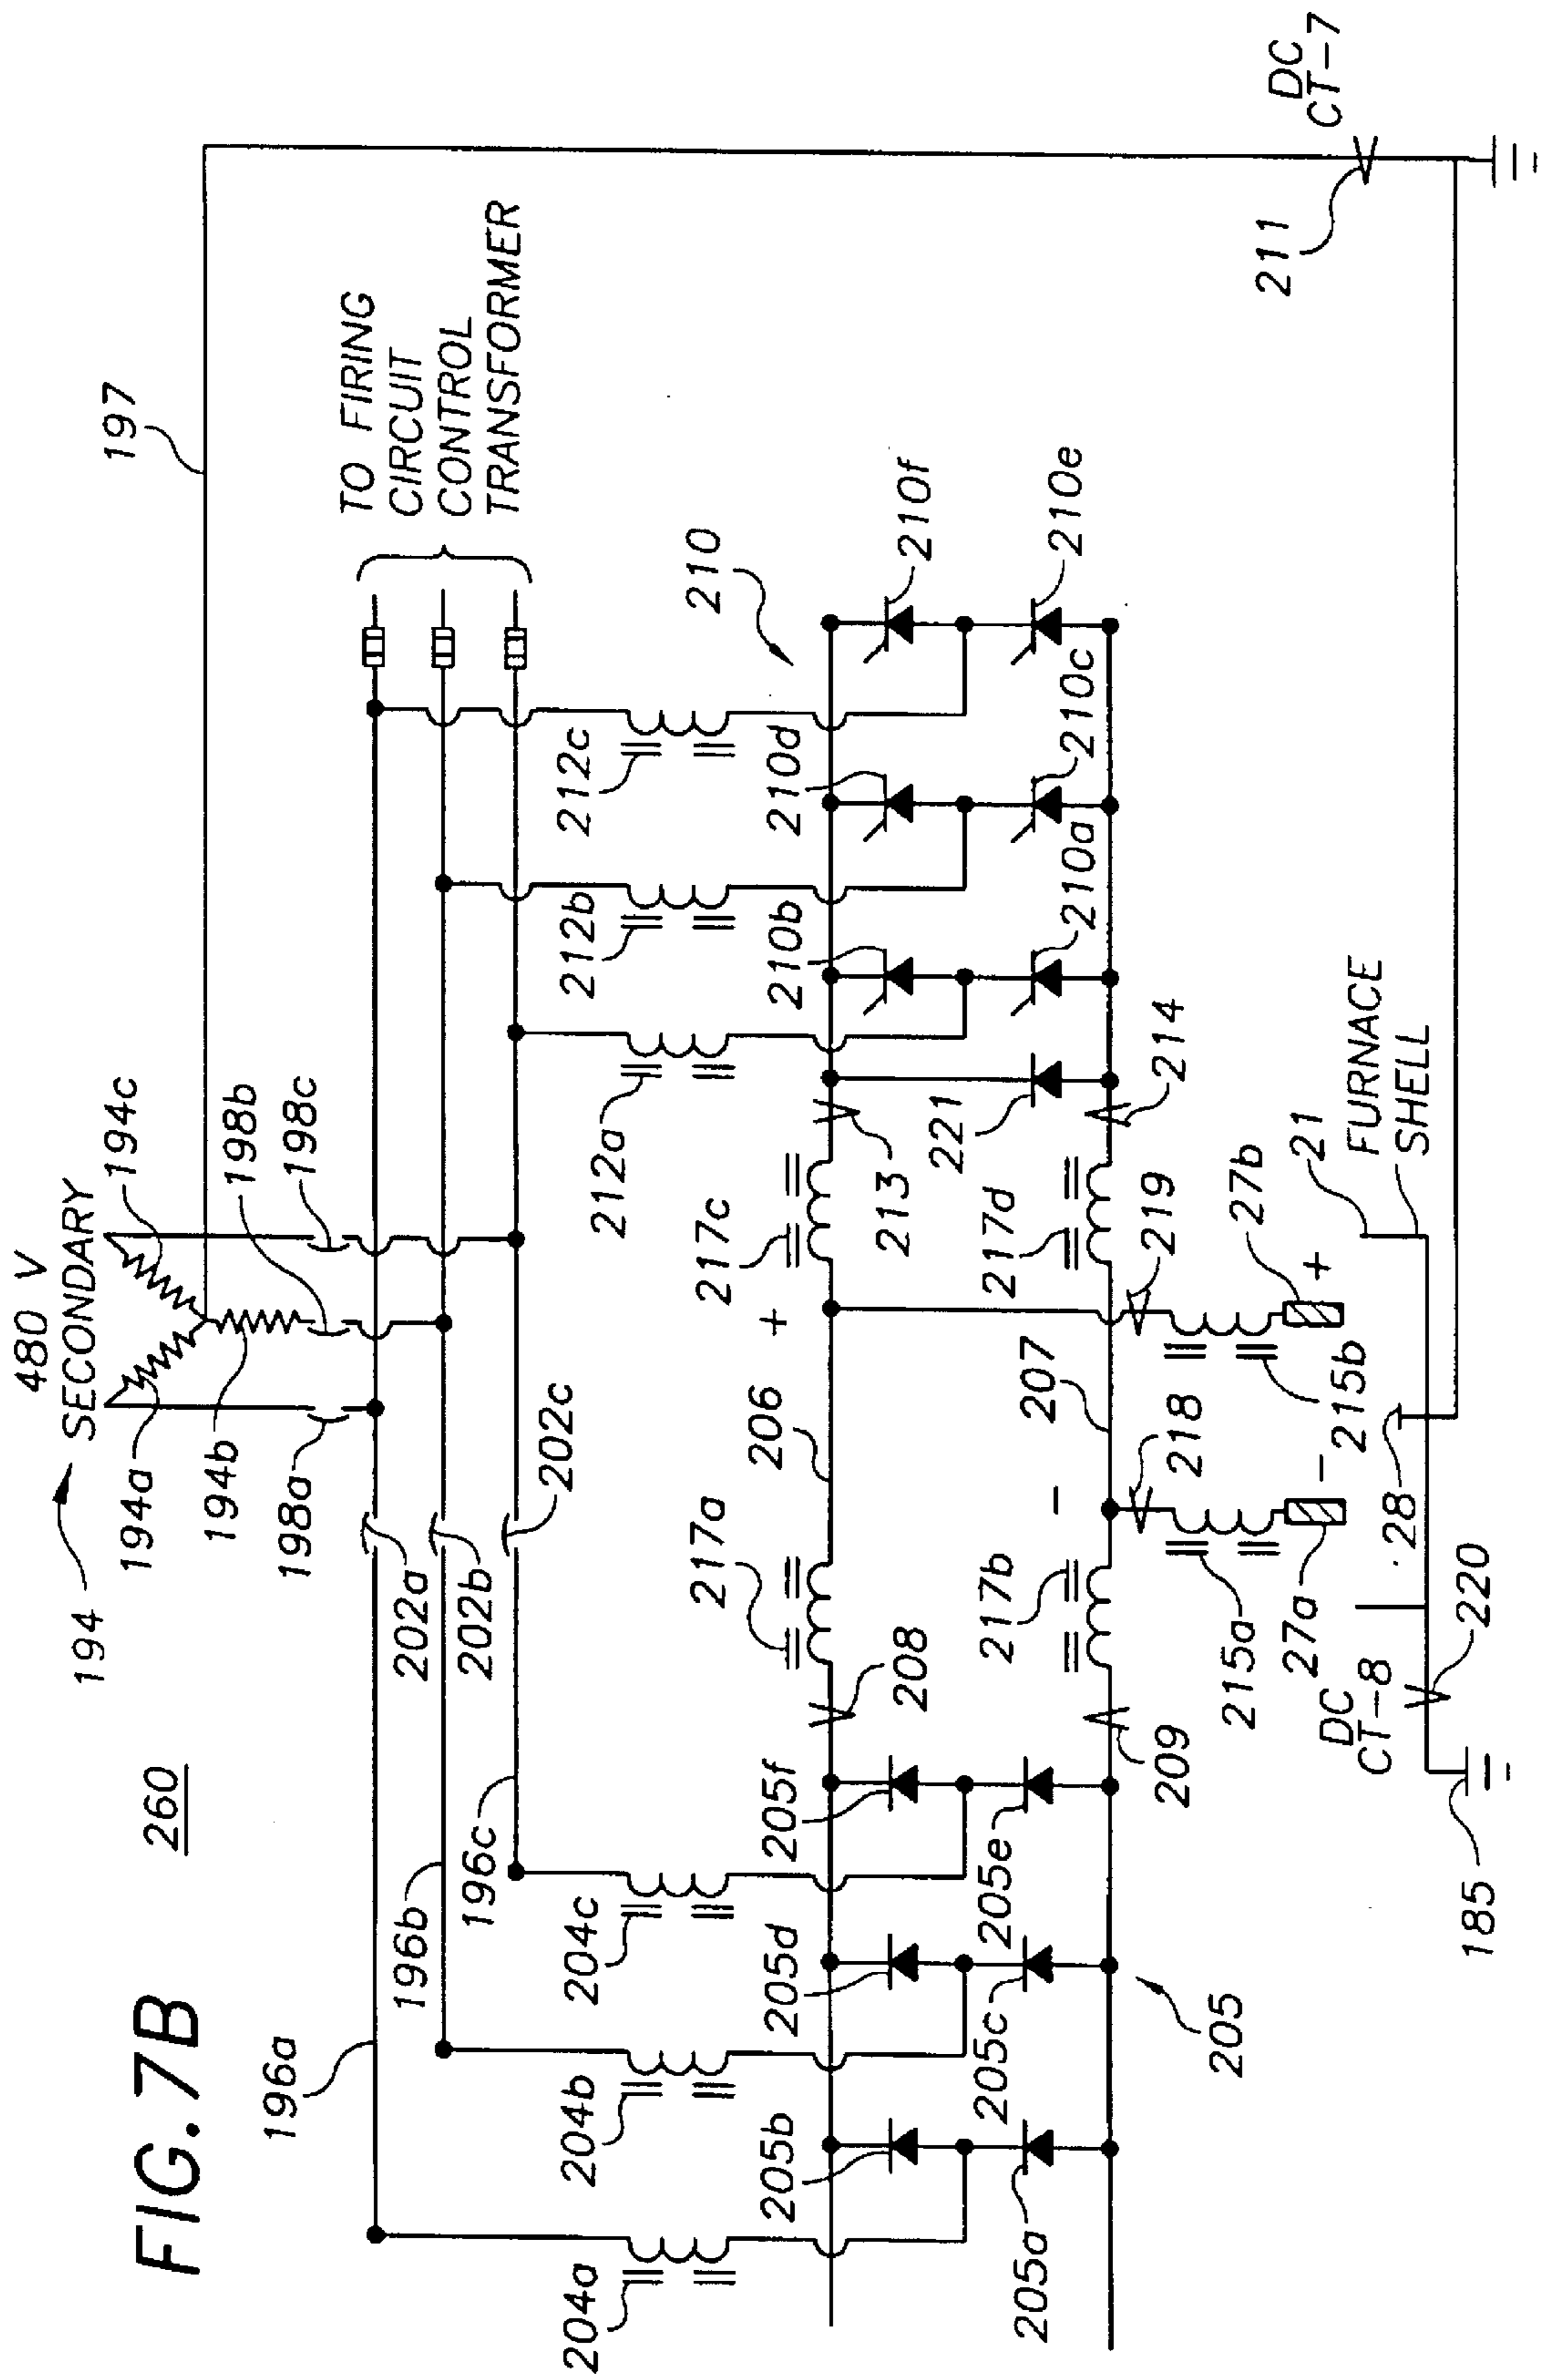 FIG. 7B
260
194
480 V
SECONDARY
194a
194b
194c
198a
198b
198c
197
196a
196b
196c
202a
202b
202c
TO FIRING
CIRCUIT
CONTROL
TRANSFORMER
204a
204b
204c
212a
212b
212c
210
205b
205d
205f
208
217a
206
+
217c
213
210b
210d
210f
205a
205c
205e
205
209
217b
-
207
217d
219
221
214
210a
210c
210e
218
215a
27a
-
215b
27b
+
21
FURNACE
SHELL
28
DC
CT-8
220
185
211
DC
CT-7